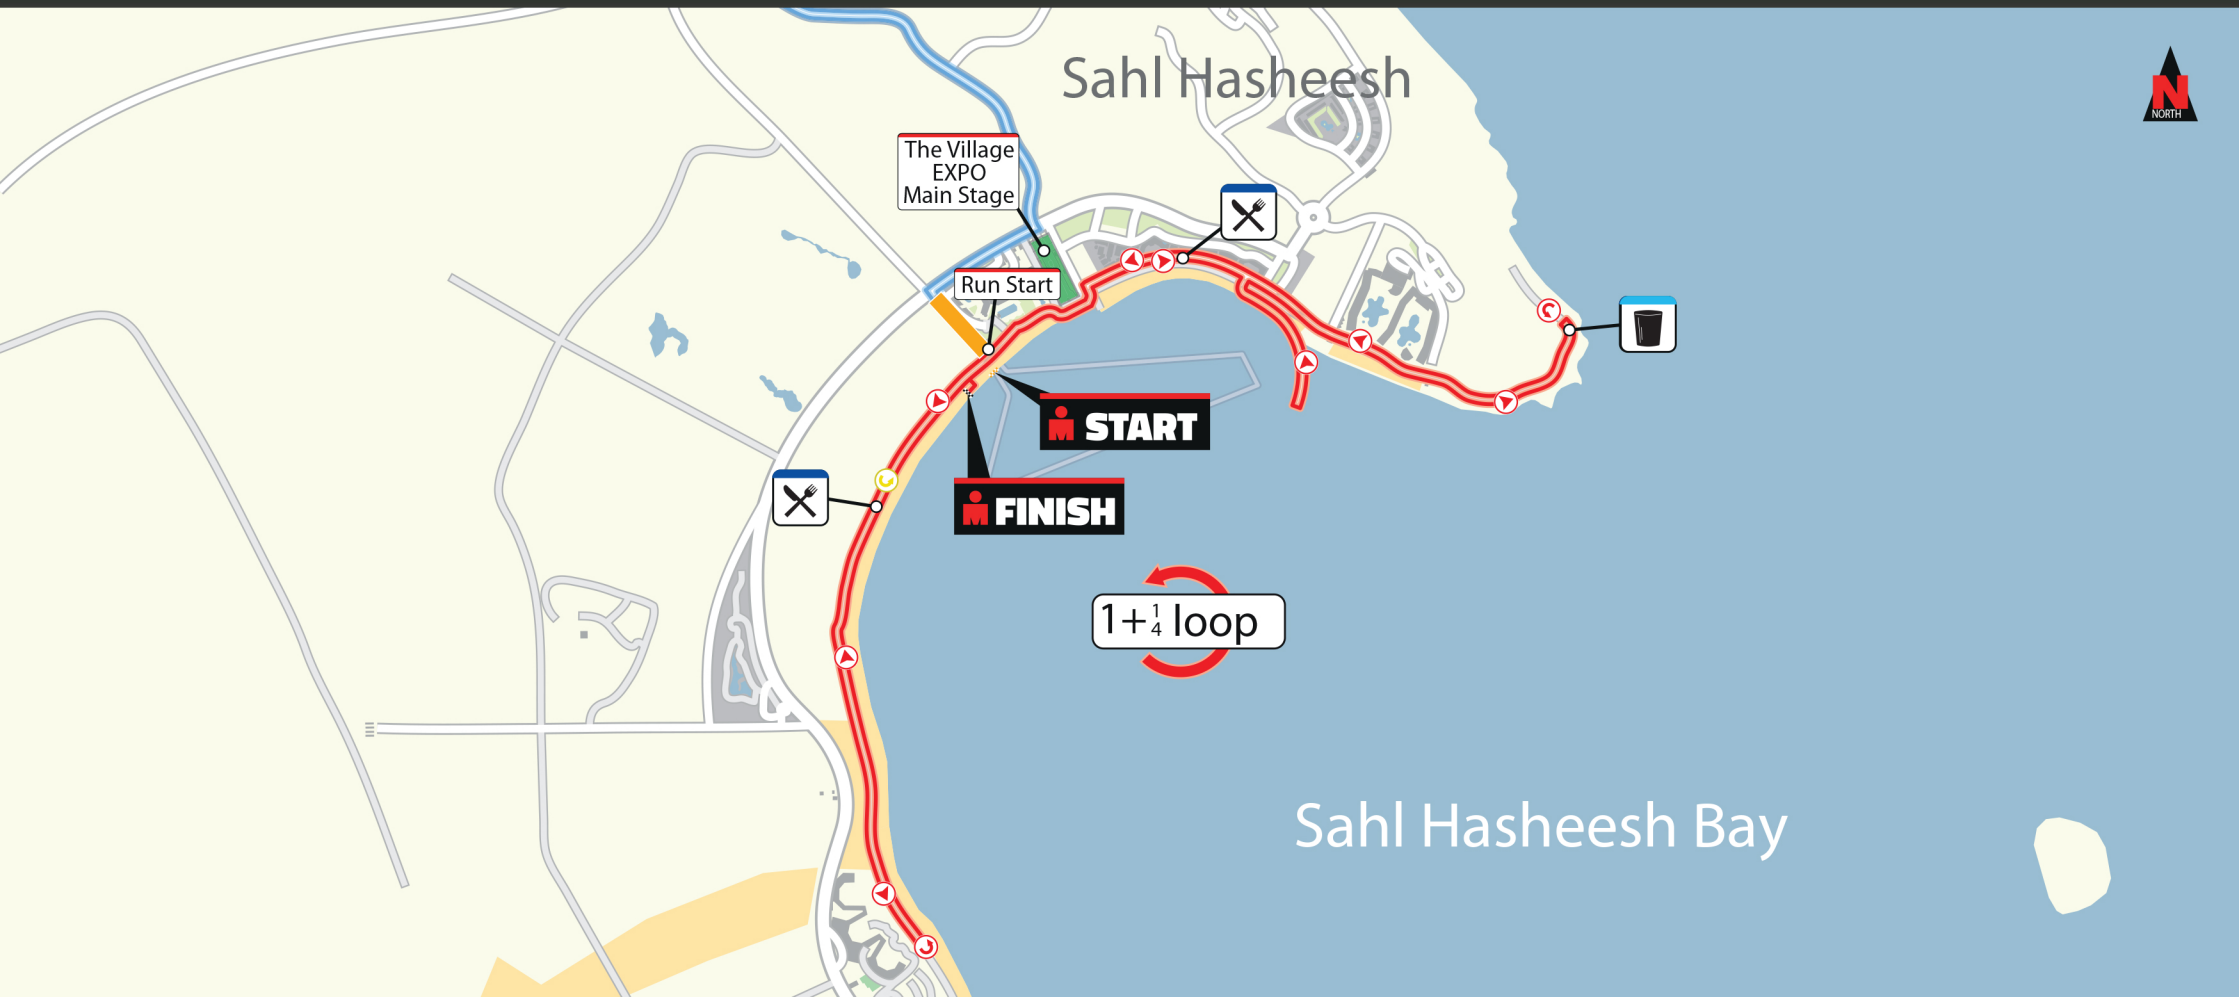 Sahl Hasheesh
N
NORTH
The Village
EXPO
Main Stage
Run Start
START
FINISH
1+1/4 loop
Sahl Hasheesh Bay